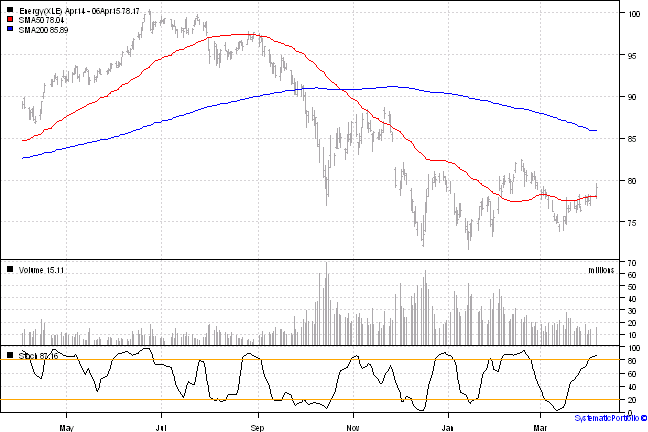 Energy(XLE) Apr14 - 06Apr15 78.17
SMA50 78.04
SMA200 85.89
100
95
90
85
80
75
Volume 15.11
millions
70
60
50
40
30
20
10
Stoch 87.16
100
80
60
40
20
0
May
Jul
Sep
Nov
Jan
Mar
SystematicPortfolio ©